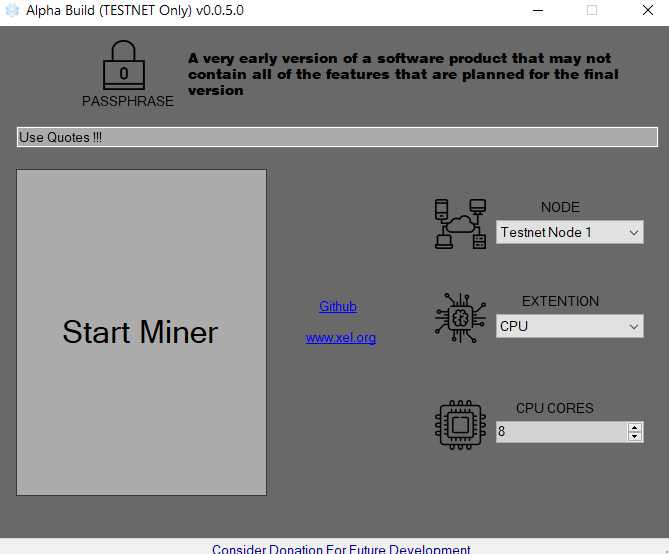 Alpha Build (TESTNET Only) v0.0.5.0
A very early version of a software product that may not
contain all of the features that are planned for the final
version
0
PASSPHRASE
Use Quotes !!!
NODE
Testnet Node 1
Start Miner
Github
www.xel.org
EXTENTION
CPU
CPU CORES
8
Consider Donation For Future Development